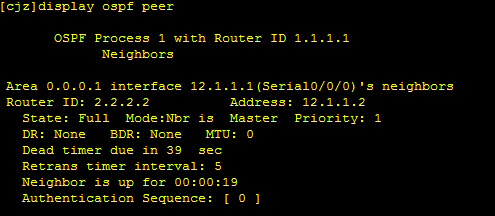 [cjz]display ospf peer
OSPF Process 1 with Router ID 1.1.1.1
Neighbors
Area 0.0.0.1 interface 12.1.1.1(Serial0/0/0)'s neighbors
Router ID: 2.2.2.2 Address: 12.1.1.2
State: Full Mode:Nbr is Master Priority: 1
DR: None BDR: None MTU: 0
Dead timer due in 39 sec
Retrans timer interval: 5
Neighbor is up for 00:00:19
Authentication Sequence: [ 0 ]